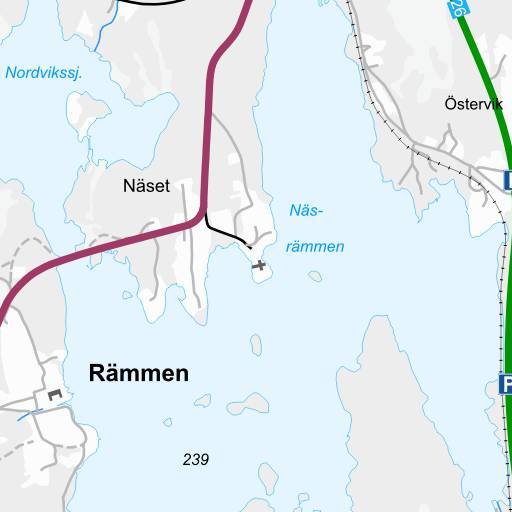 26
Nordvikssj.
Östervik
Näset
Näs-
rämmen
Rämmen
P
239